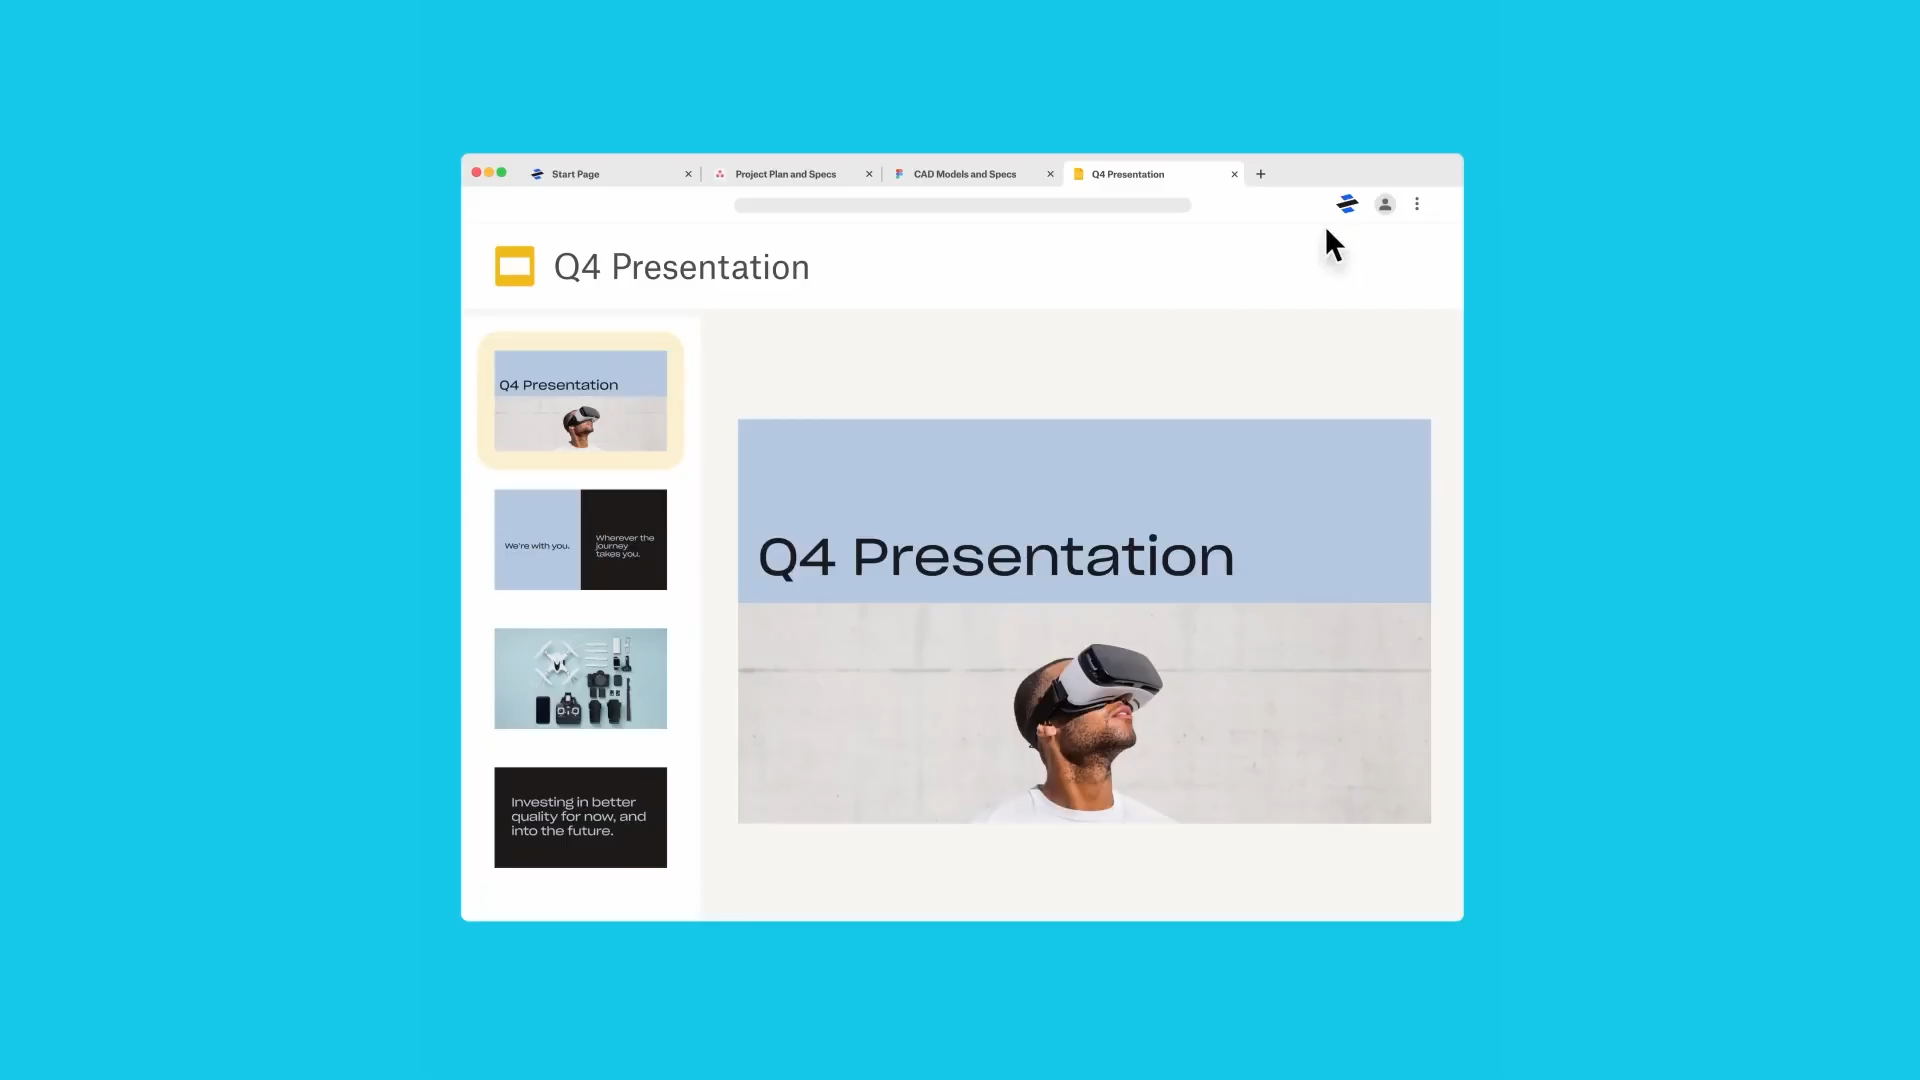 Start Page
Project Plan and Specs
CAD Models and Specs
Q4 Presentation
Q4 Presentation
Q4 Presentation
We're with you.
Wherever the
journey
takes you.
Investing in better
quality for now, and
into the future.
Q4 Presentation